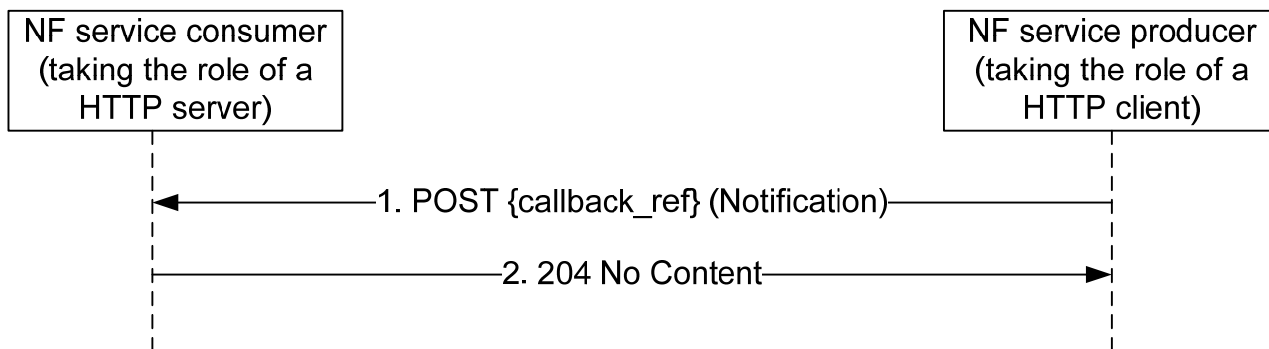 NF service consumer
(taking the role of a
HTTP server)
NF service producer
(taking the role of a
HTTP client)
1. POST {callback_ref} (Notification)
2. 204 No Content